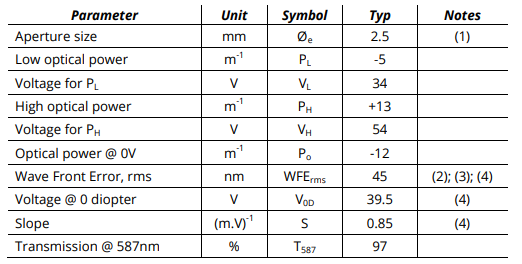 Parameter Unit Symbol Typ Notes
Aperture size mm Øe 2.5 (1)
Low optical power m-1 PL -5
Voltage for PL V VL 34
High optical power m-1 PH +13
Voltage for PH V VH 54
Optical power @ 0V m-1 Po -12
Wave Front Error, rms nm WFErms 45 (2); (3); (4)
Voltage @ 0 diopter V V0D 39.5 (4)
Slope (m.V)-1 S 0.85 (4)
Transmission @ 587nm % T587 97